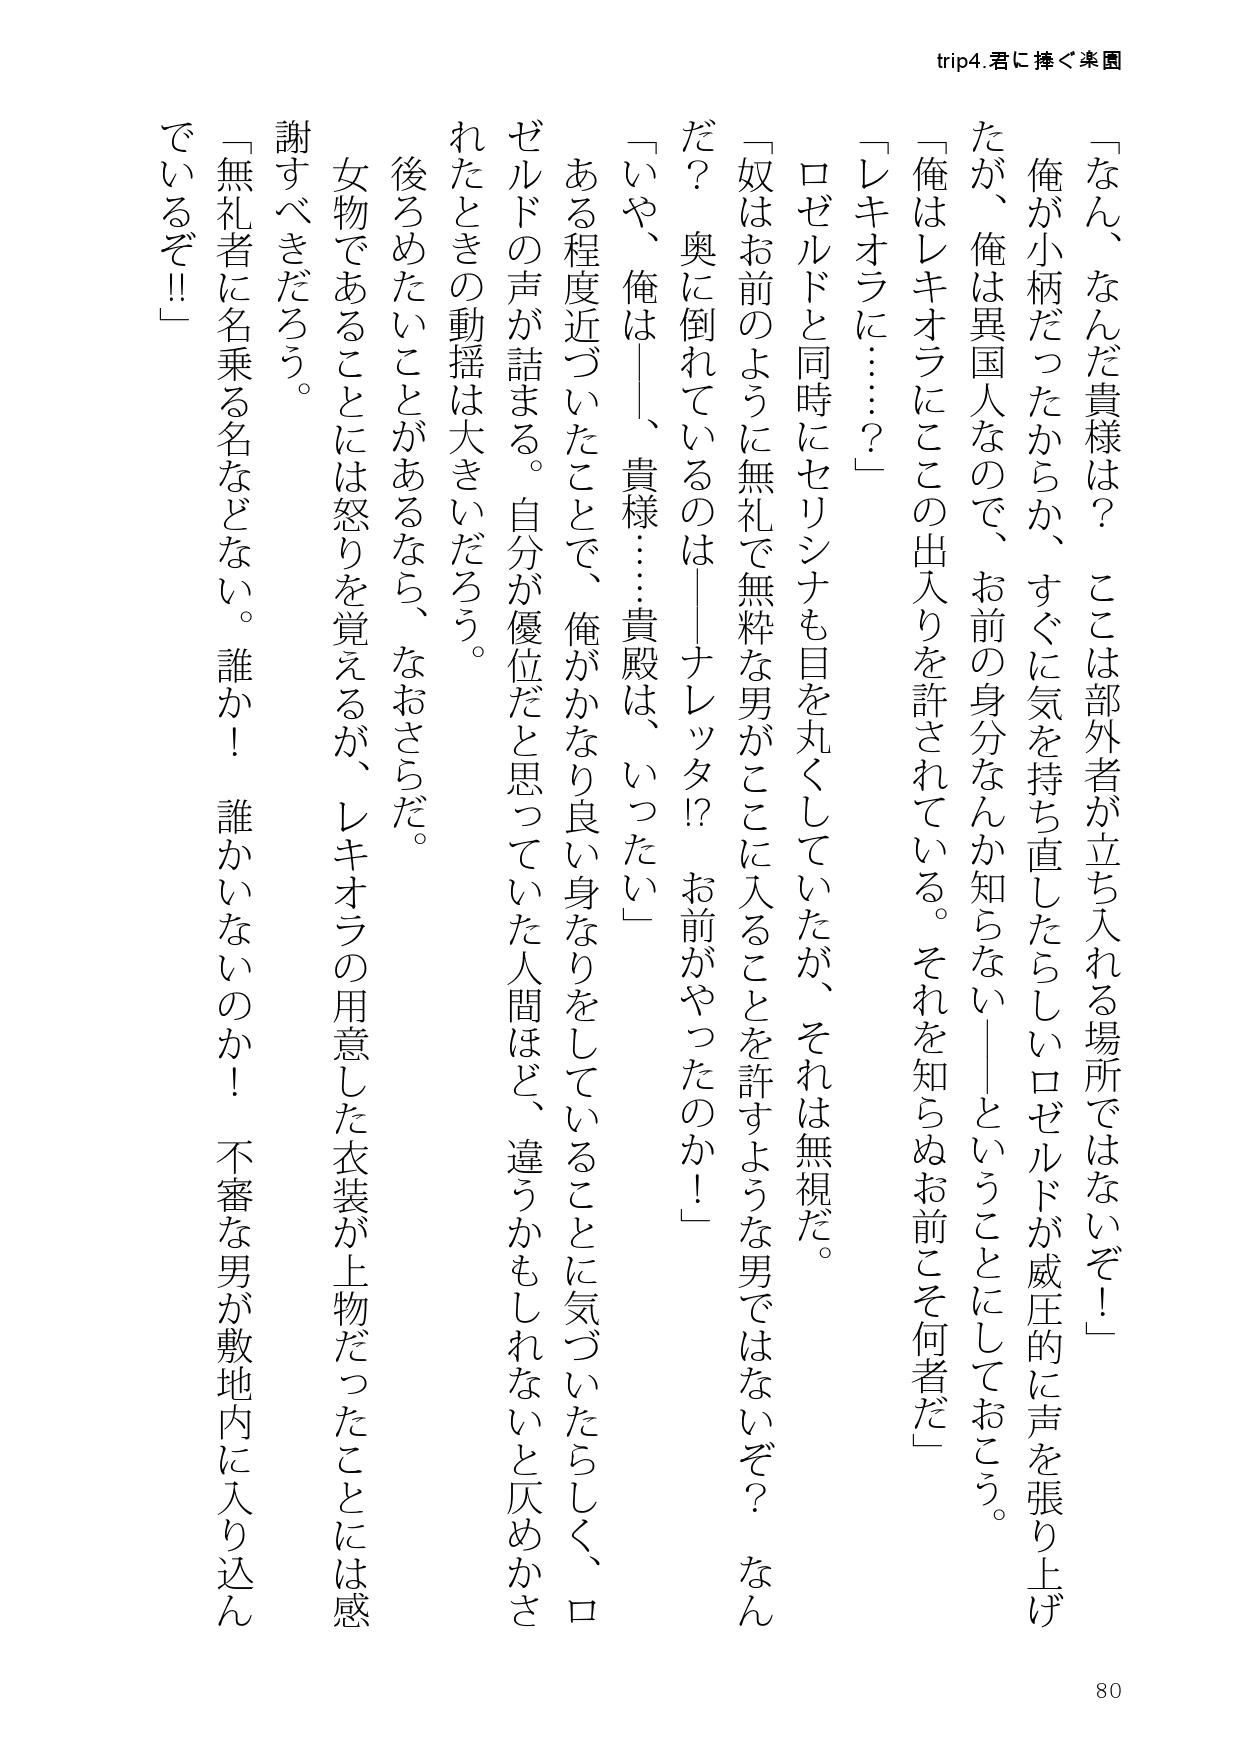 trip4.君に捧ぐ楽園
「なん、なんだ貴様は？　ここは部外者が立ち入れる場所ではないぞ！」
　俺が小柄だったからか、すぐに気を持ち直したらしいロゼルドが威圧的に声を張り上げ
たが、俺は異国人なので、お前の身分なんか知らない――ということにしておこう。
「俺はレキオラにここの出入りを許されている。それを知らぬお前こそ何者だ」
「レキオラに……？」
　ロゼルドと同時にセリシナも目を丸くしていたが、それは無視だ。
「奴はお前のように無礼で無粋な男がここに入ることを許すような男ではないぞ？　なん
だ？　奥に倒れているのは――ナレッタ!?　お前がやったのか！」
「いや、俺は――、貴様……貴殿は、いったい」
　ある程度近づいたことで、俺がかなり良い身なりをしていることに気づいたらしく、ロ
ゼルドの声が詰まる。自分が優位だと思っていた人間ほど、違うかもしれないと仄めかさ
れたときの動揺は大きいだろう。
　後ろめたいことがあるなら、なおさらだ。
　女物であることには怒りを覚えるが、レキオラの用意した衣装が上物だったことには感
謝すべきだろう。
「無礼者に名乗る名などない。誰か！　誰かいないのか！　不審な男が敷地内に入り込ん
でいるぞ!!」
80